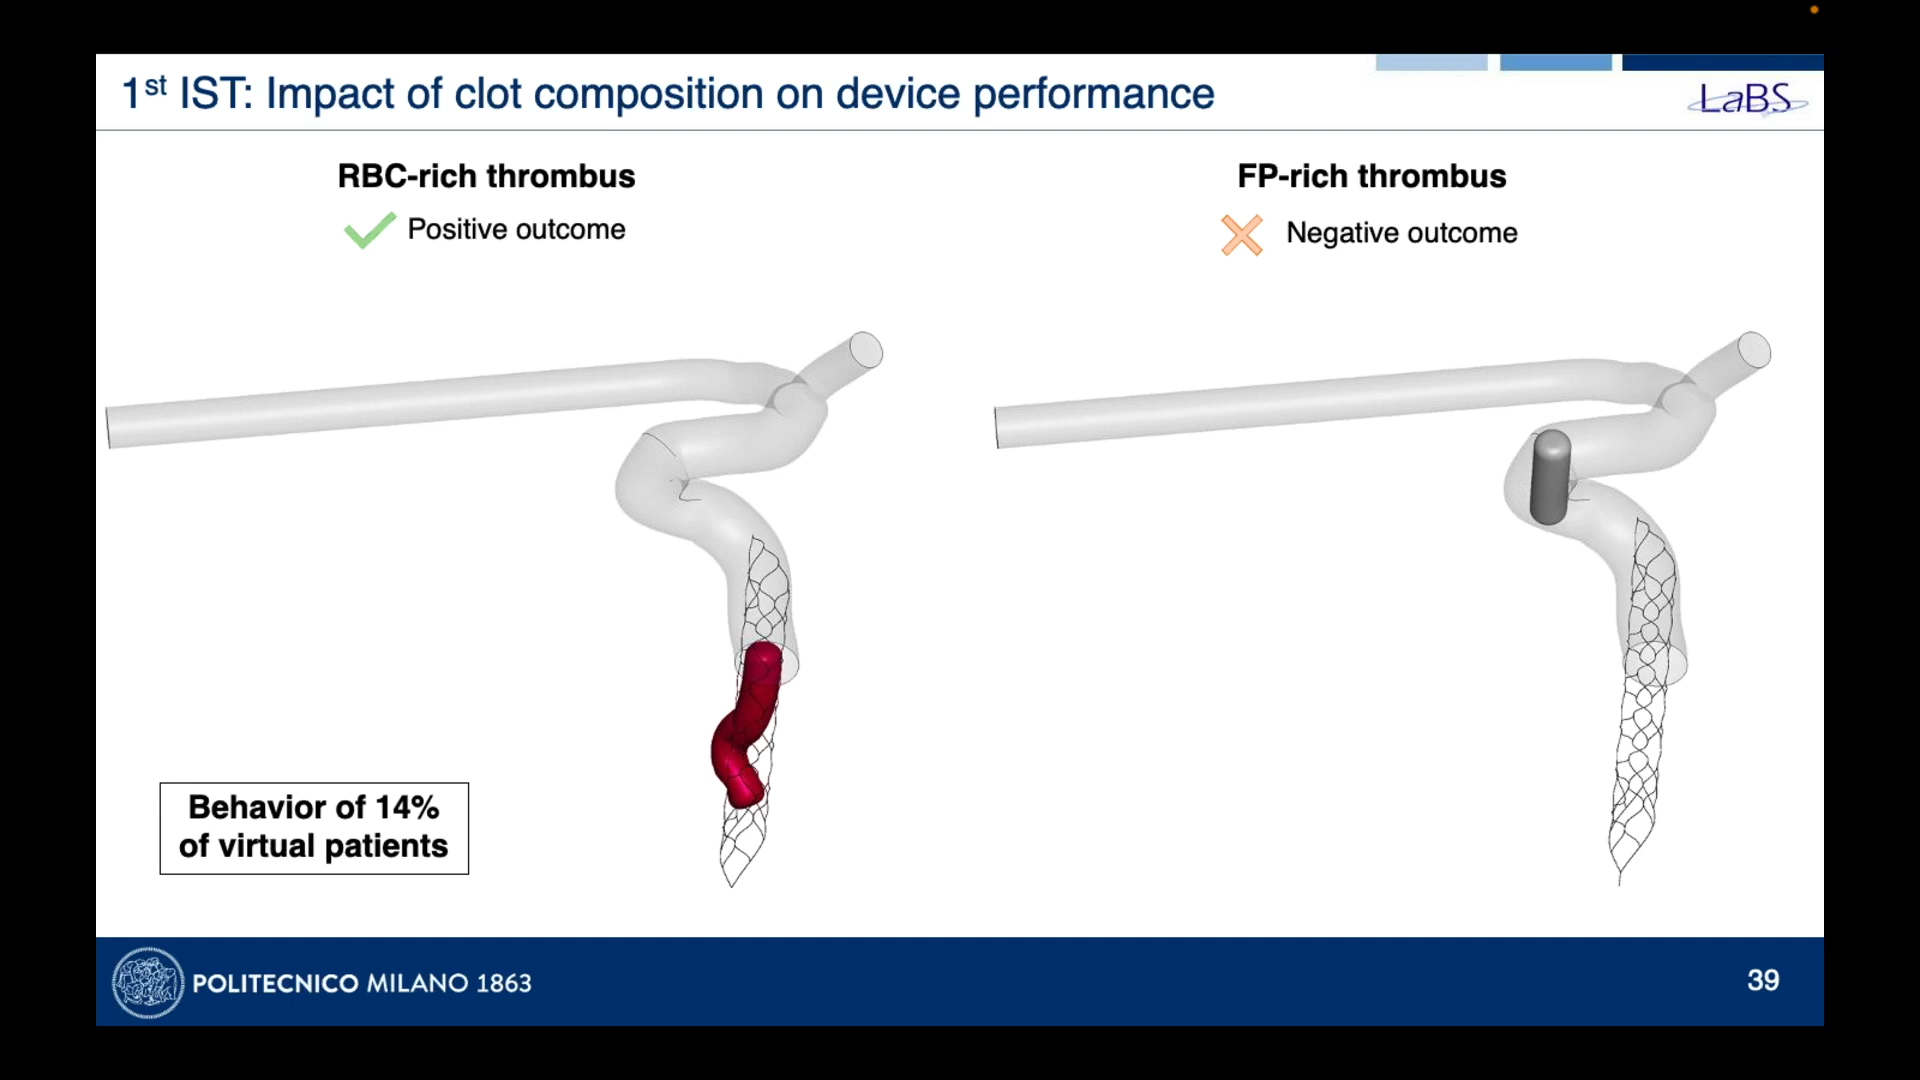 1st IST: Impact of clot composition on device performance
LaBS
RBC-rich thrombus
Positive outcome
FP-rich thrombus
Negative outcome
Behavior of 14%
of virtual patients
POLITECNICO MILANO 1863
39